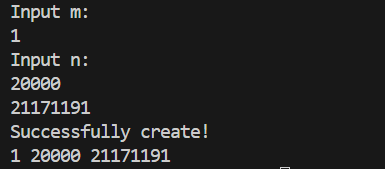 Input m:
1
Input n:
20000
21171191
Successfully create!
1 20000 21171191